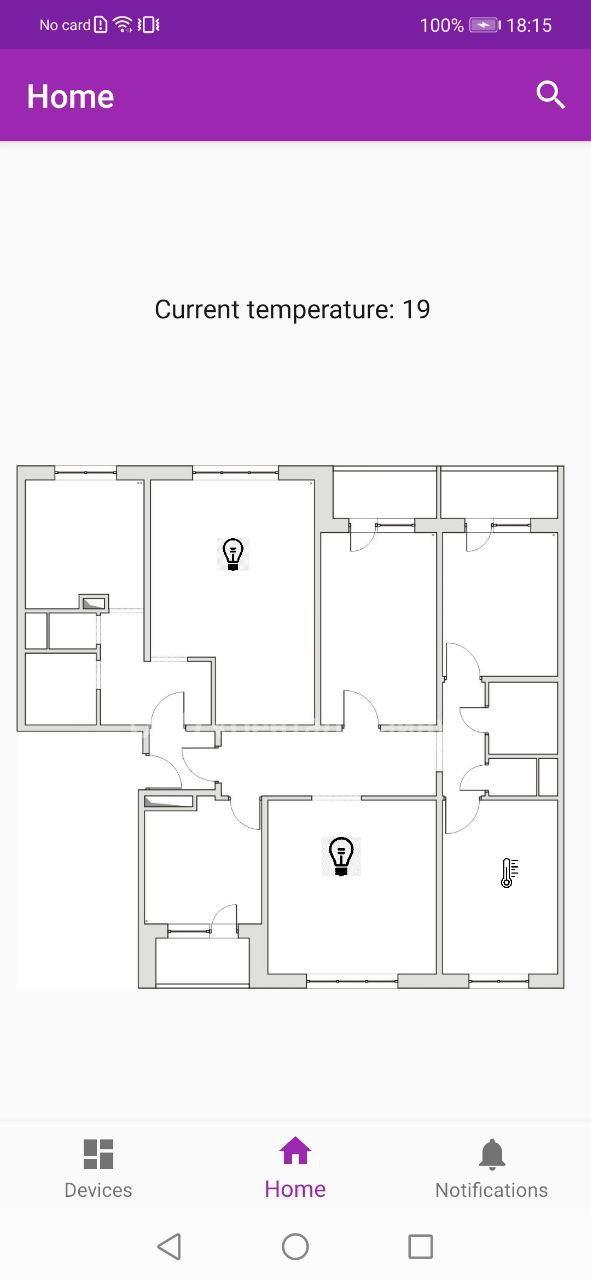 No card 100% 18:15
Home
Current temperature: 19
Devices Home Notifications